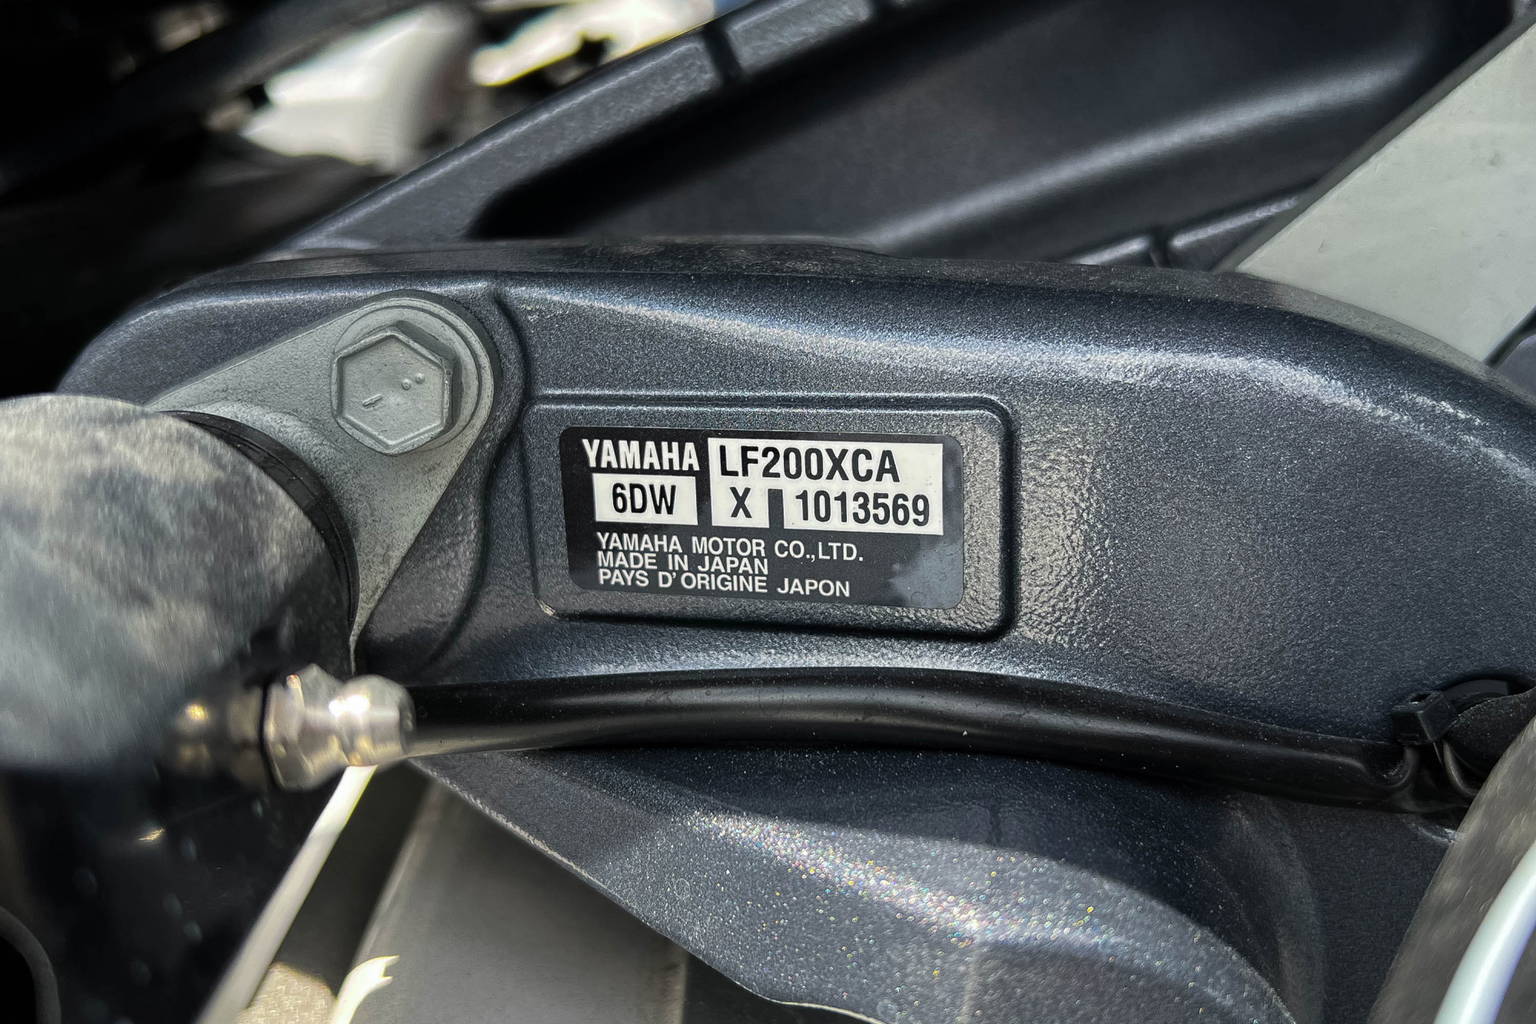 YAMAHA LF200XCA
6DW X 1013569
YAMAHA MOTOR CO.,LTD.
MADE IN JAPAN
PAYS D'ORIGINE JAPON